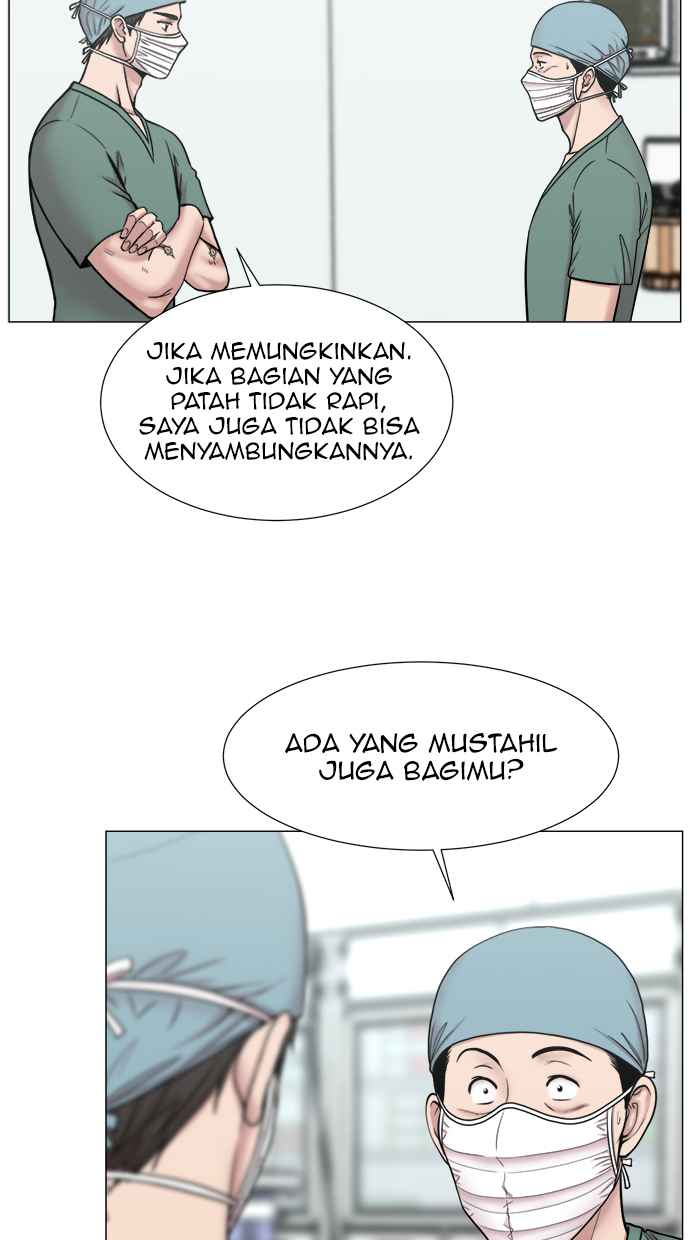 JIKA MEMUNGKINKAN.
JIKA BAGIAN YANG
PATAH TIDAK RAPI,
SAYA JUGA TIDAK BISA
MENYAMBUNGKANNYA.
ADA YANG MUSTAHIL
JUGA BAGIMU?